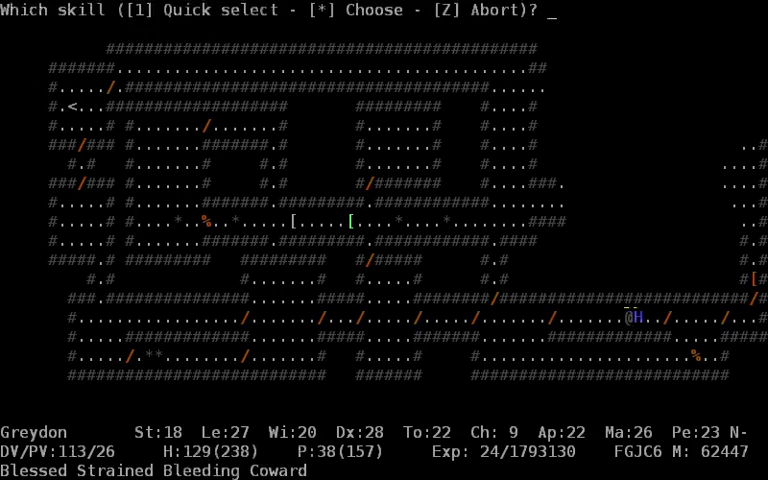 Which skill ([1] Quick select - [*] Choose - [Z] Abort)? _
Greydon St:18 Le:27 Wi:20 Dx:28 To:22 Ch: 9 Ap:22 Ma:26 Pe:23 N-
DV/PV:113/26 H:129(238) P:38(157) Exp: 24/1793130 FGJC6 M: 62447
Blessed Strained Bleeding Coward